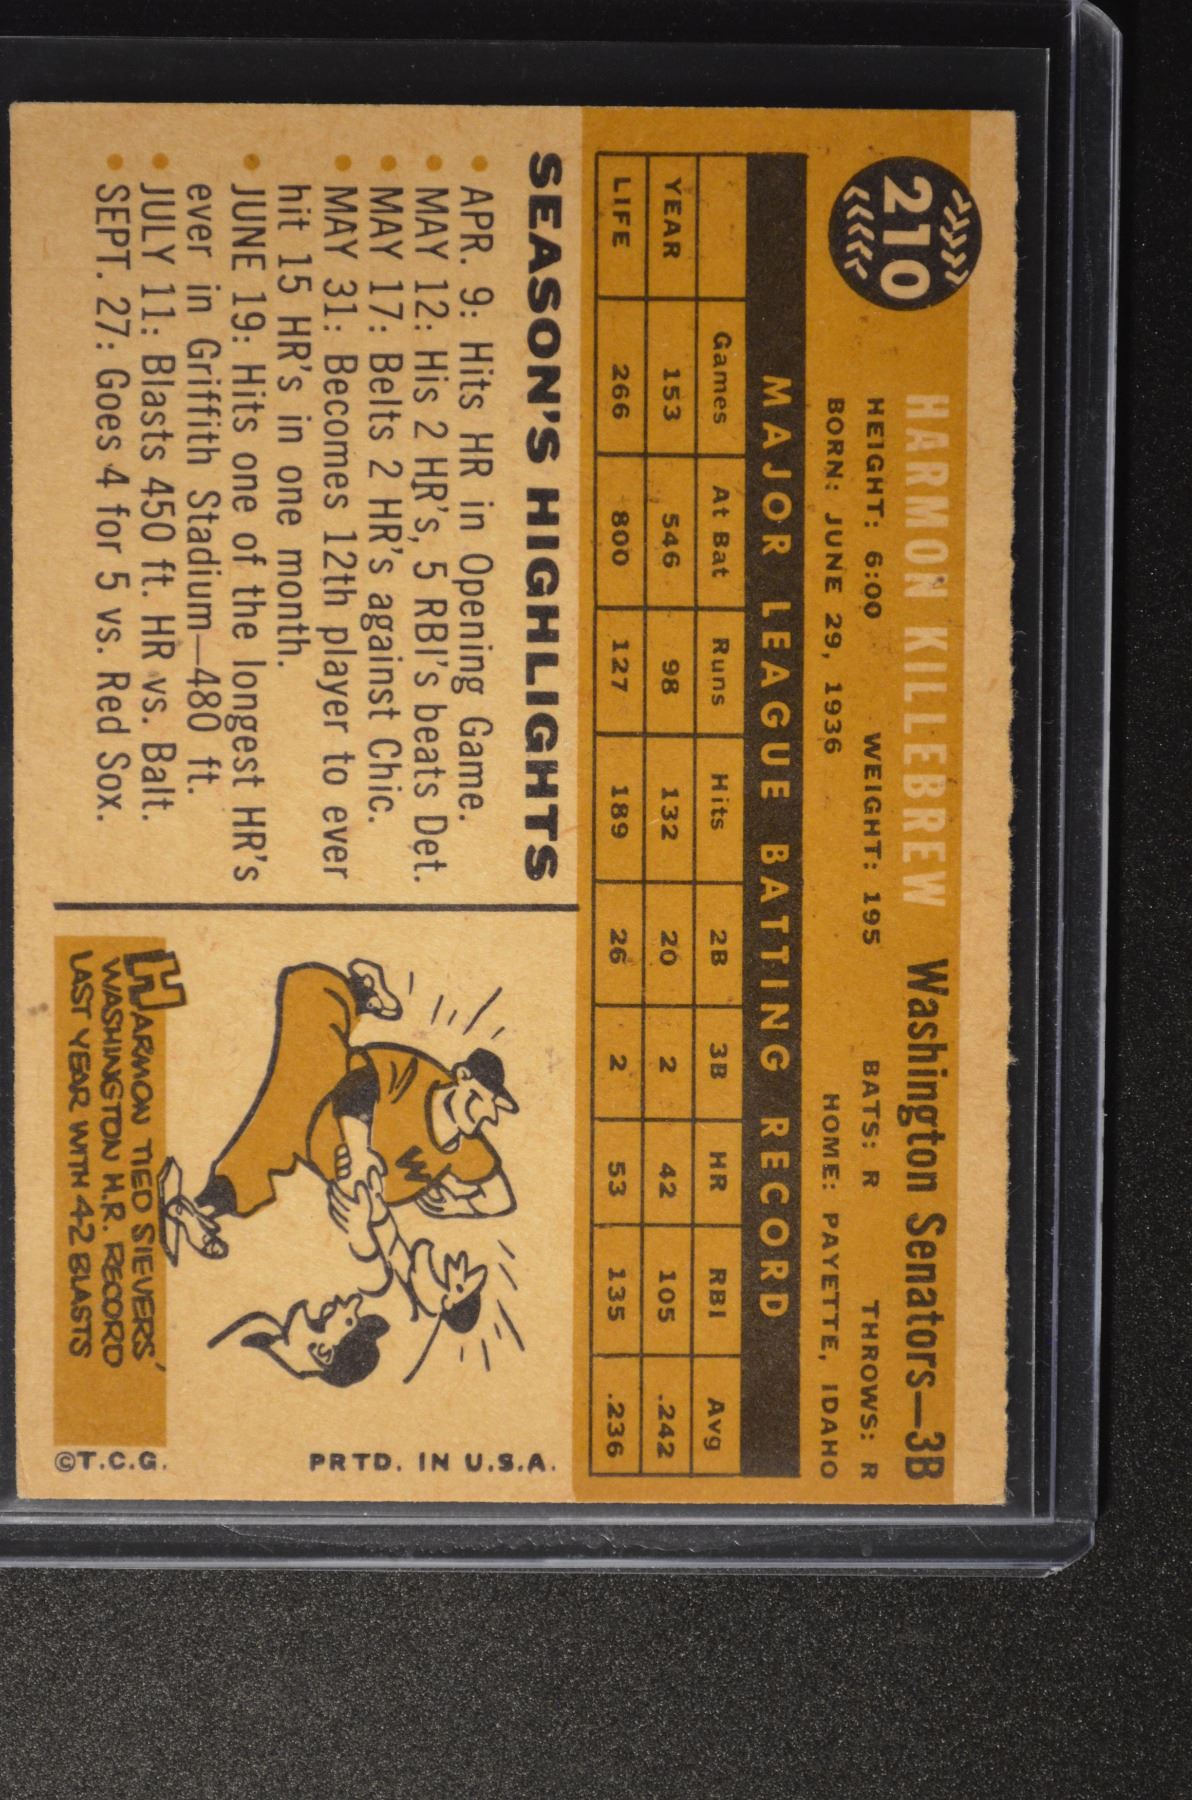 210
HARMON KILLEBREW Washington Senators—3B
HEIGHT: 6:00 WEIGHT: 195 BATS: R THROWS: R
BORN: JUNE 29, 1936 HOME: PAYETTE, IDAHO
MAJOR LEAGUE BATTING RECORD
Games At Bat Runs Hits 2B 3B HR RBI Avg
YEAR 153 546 98 132 20 2 42 105 .242
LIFE 266 800 127 189 26 2 53 135 .236
SEASON'S HIGHLIGHTS
• APR. 9: Hits HR in Opening Game.
• MAY 12: His 2 HR's, 5 RBI's beats Det.
• MAY 17: Belts 2 HR's against Chic.
• MAY 31: Becomes 12th player to ever
hit 15 HR's in one month.
• JUNE 19: Hits one of the longest HR's
ever in Griffith Stadium—480 ft.
• JULY 11: Blasts 450 ft. HR vs. Balt.
• SEPT. 27: Goes 4 for 5 vs. Red Sox.
W
S
HARMON TIED SIEVERS'
WASHINGTON H.R. RECORD
LAST YEAR WITH 42 BLASTS
PRTD. IN U.S.A.
©T.C.G.